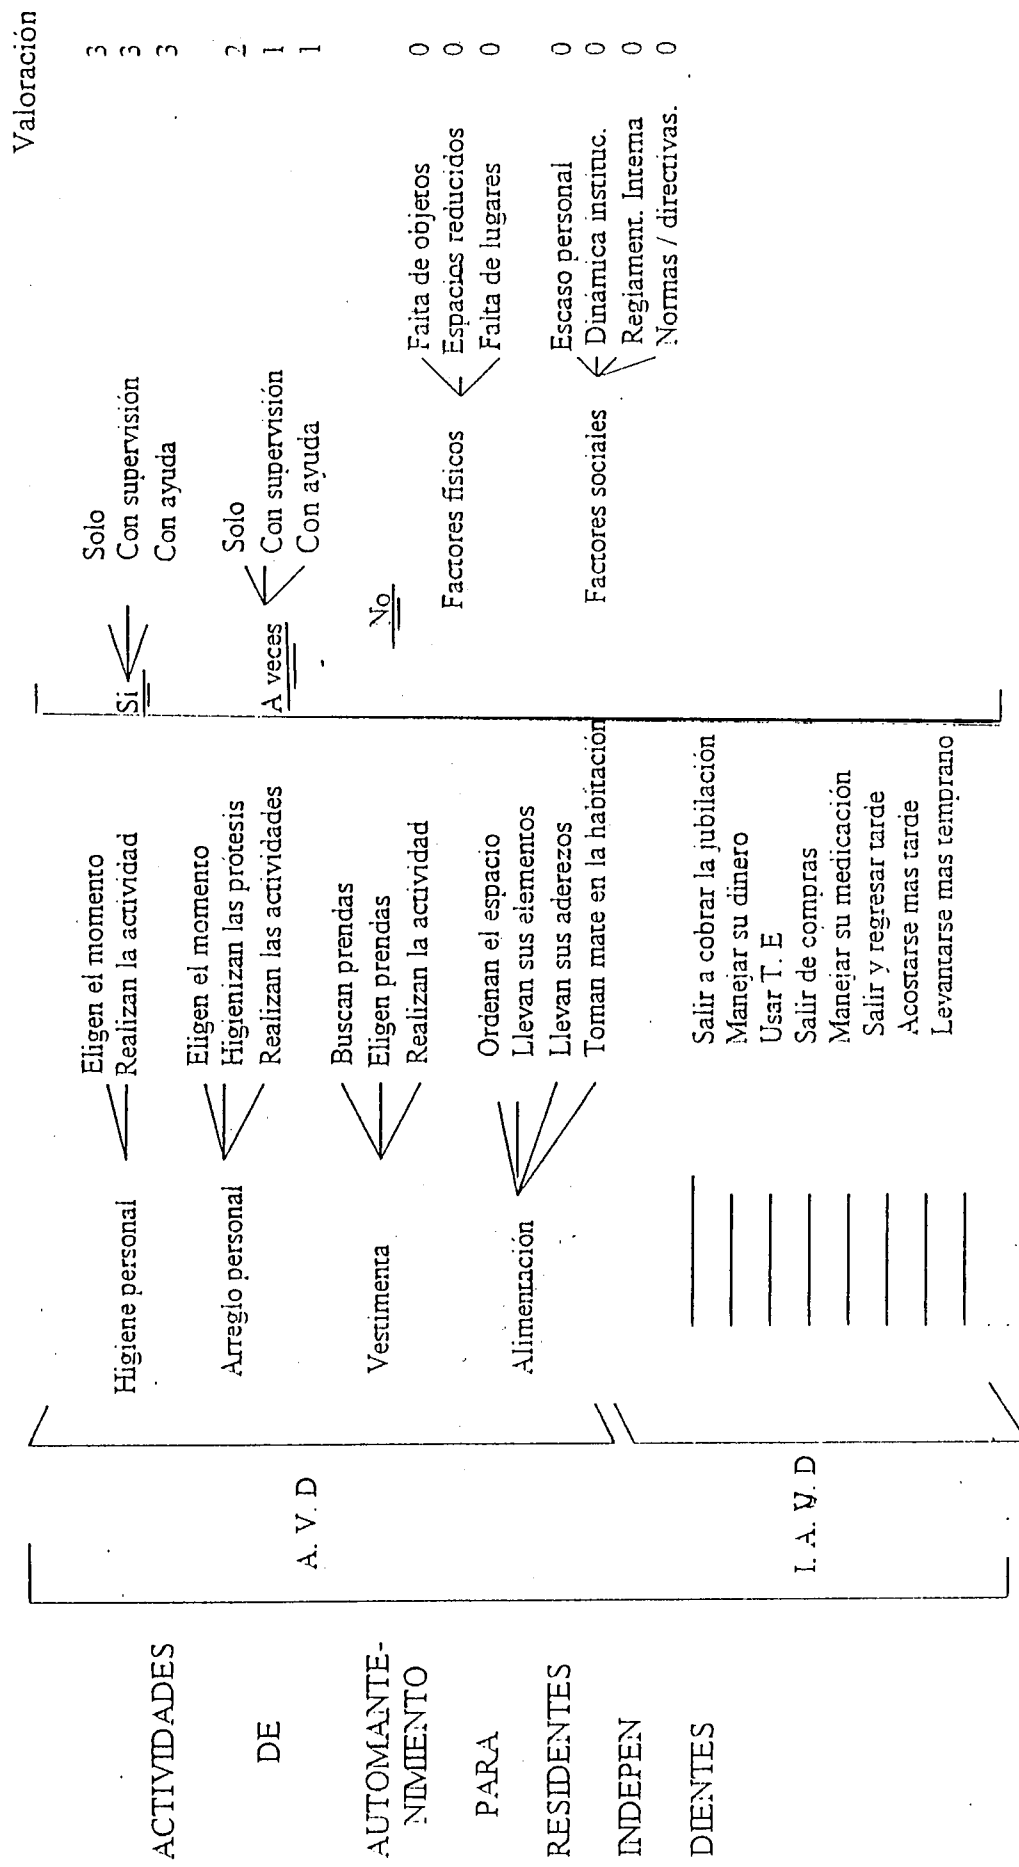 Valoración
ACTIVIDADES
DE
AUTOMANTE-
NIMIENTO
PARA
RESIDENTES
INDEPEN
DIENTES
A. V. D
Higiene personal
Eligen el momento
Realizan la actividad
Arreglo personal
Eligen el momento
Higienizan las prótesis
Realizan las actividades
Vestimenta
Buscan prendas
Eligen prendas
Realizan la actividad
Alimentación
Ordenan el espacio
Llevan sus elementos
Llevan sus aderezos
Toman mate en la habitación
I. A. V. D
Salir a cobrar la jubilación
Manejar su dinero
Usar T. E
Salir de compras
Manejar su medicación
Salir y regresar tarde
Acostarse mas tarde
Levantarse mas temprano
Si
Solo 3
Con supervisión 3
Con ayuda 3
A veces
Solo 2
Con supervisión 1
Con ayuda 1
No
Factores físicos
Falta de objetos 0
Espacios reducidos 0
Falta de lugares 0
Factores sociales
Escaso personal 0
Dinámica instituc. 0
Reglament. Interna 0
Normas / directivas. 0